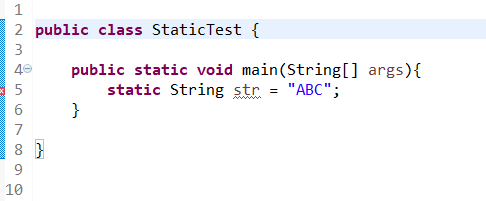 1
2 public class StaticTest {
3
4 public static void main(String[] args){
5 static String str = "ABC";
6 }
7
8 }
9
10